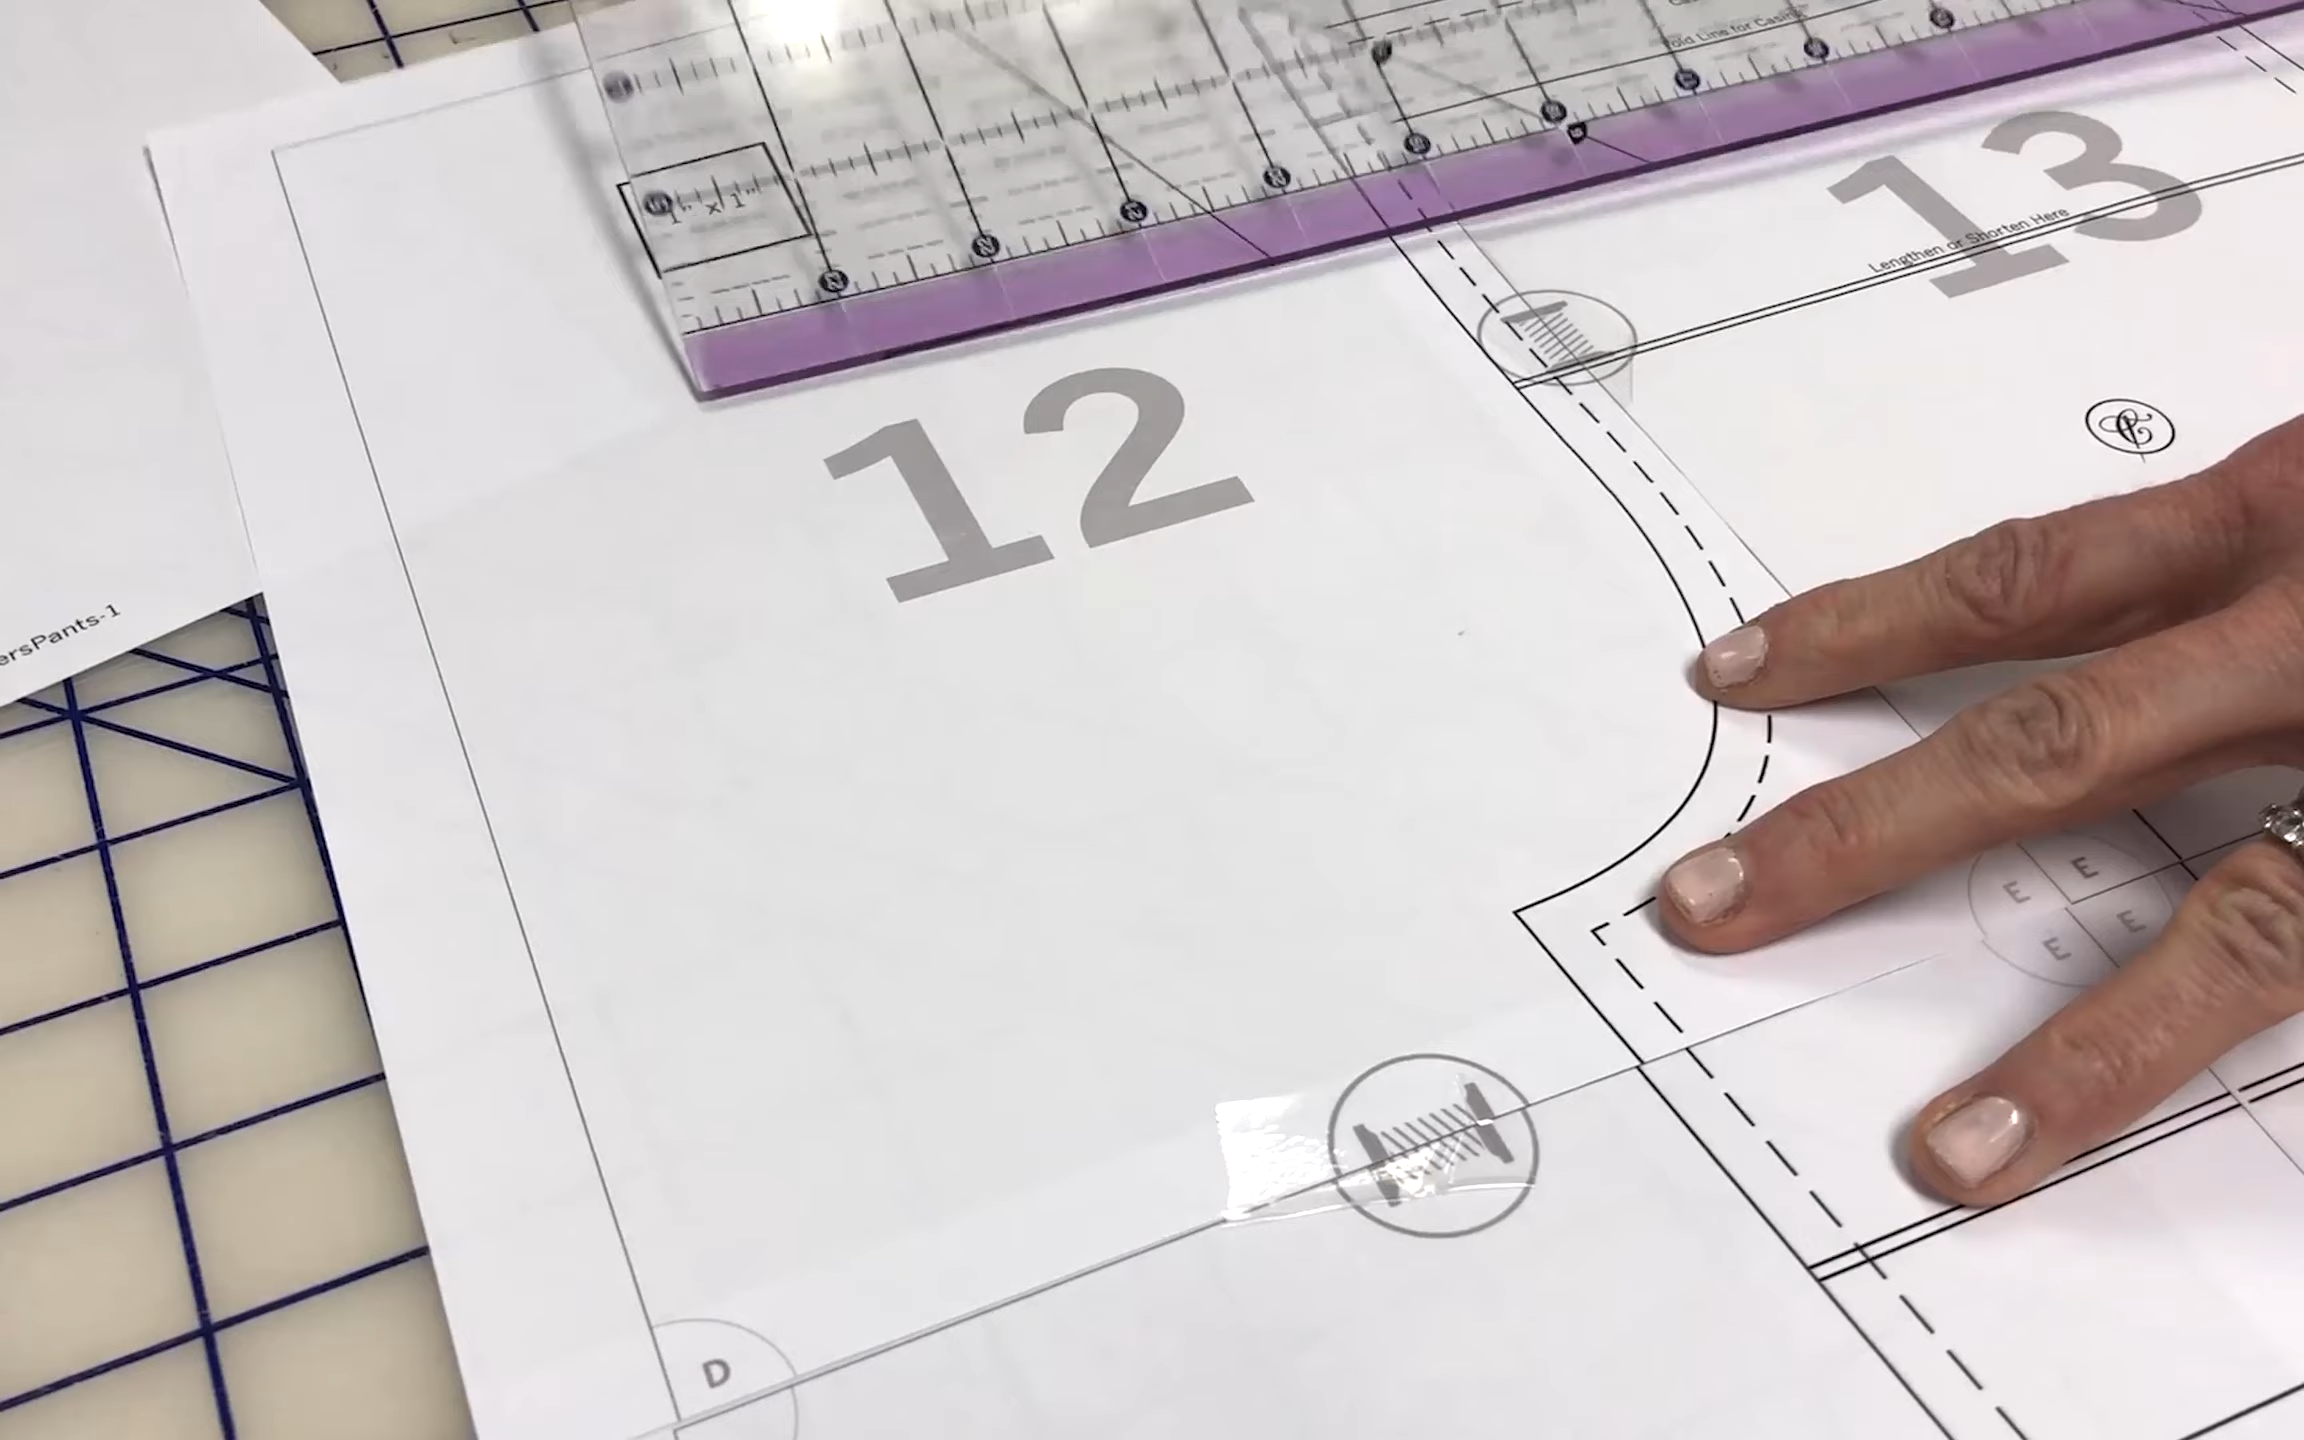 Fold Line for Casing
1" x 1"
13
Lengthen or Shorten Here
12
ersPants-1
E
E
E
E
D